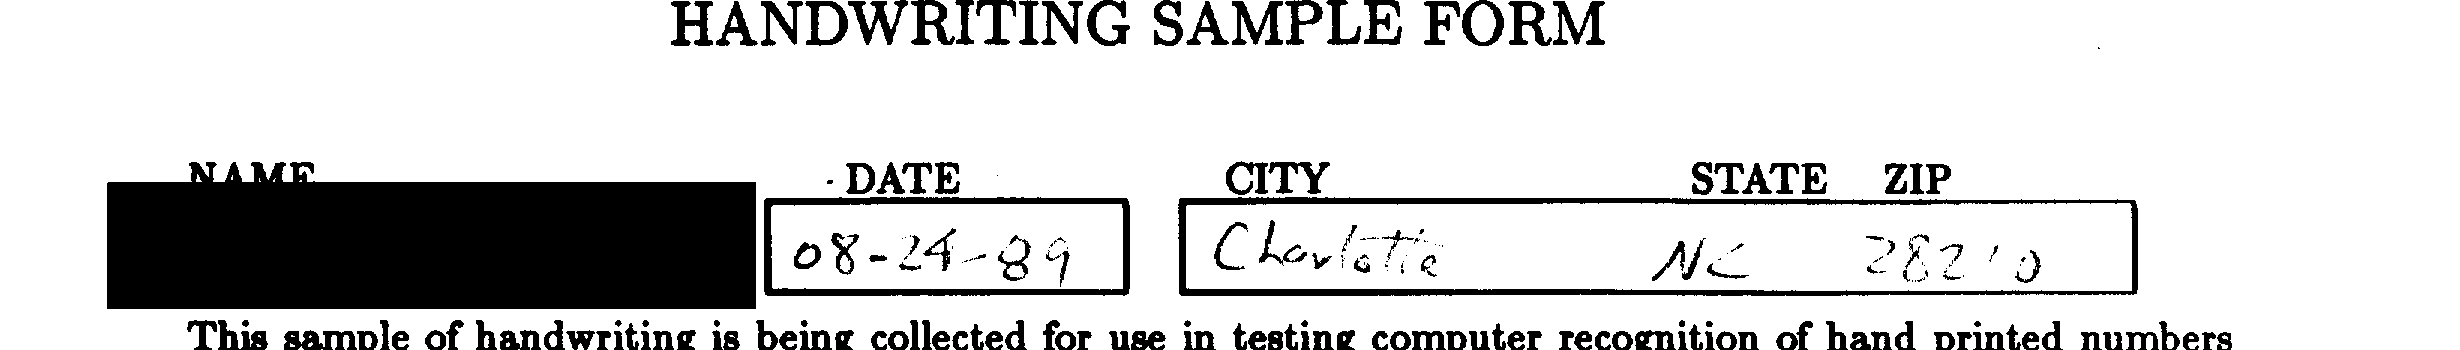 HANDWRITING SAMPLE FORM
NAME DATE CITY STATE ZIP
08-24-89 Charlotte NC 28210
This sample of handwriting is being collected for use in testing computer recognition of hand printed numbers